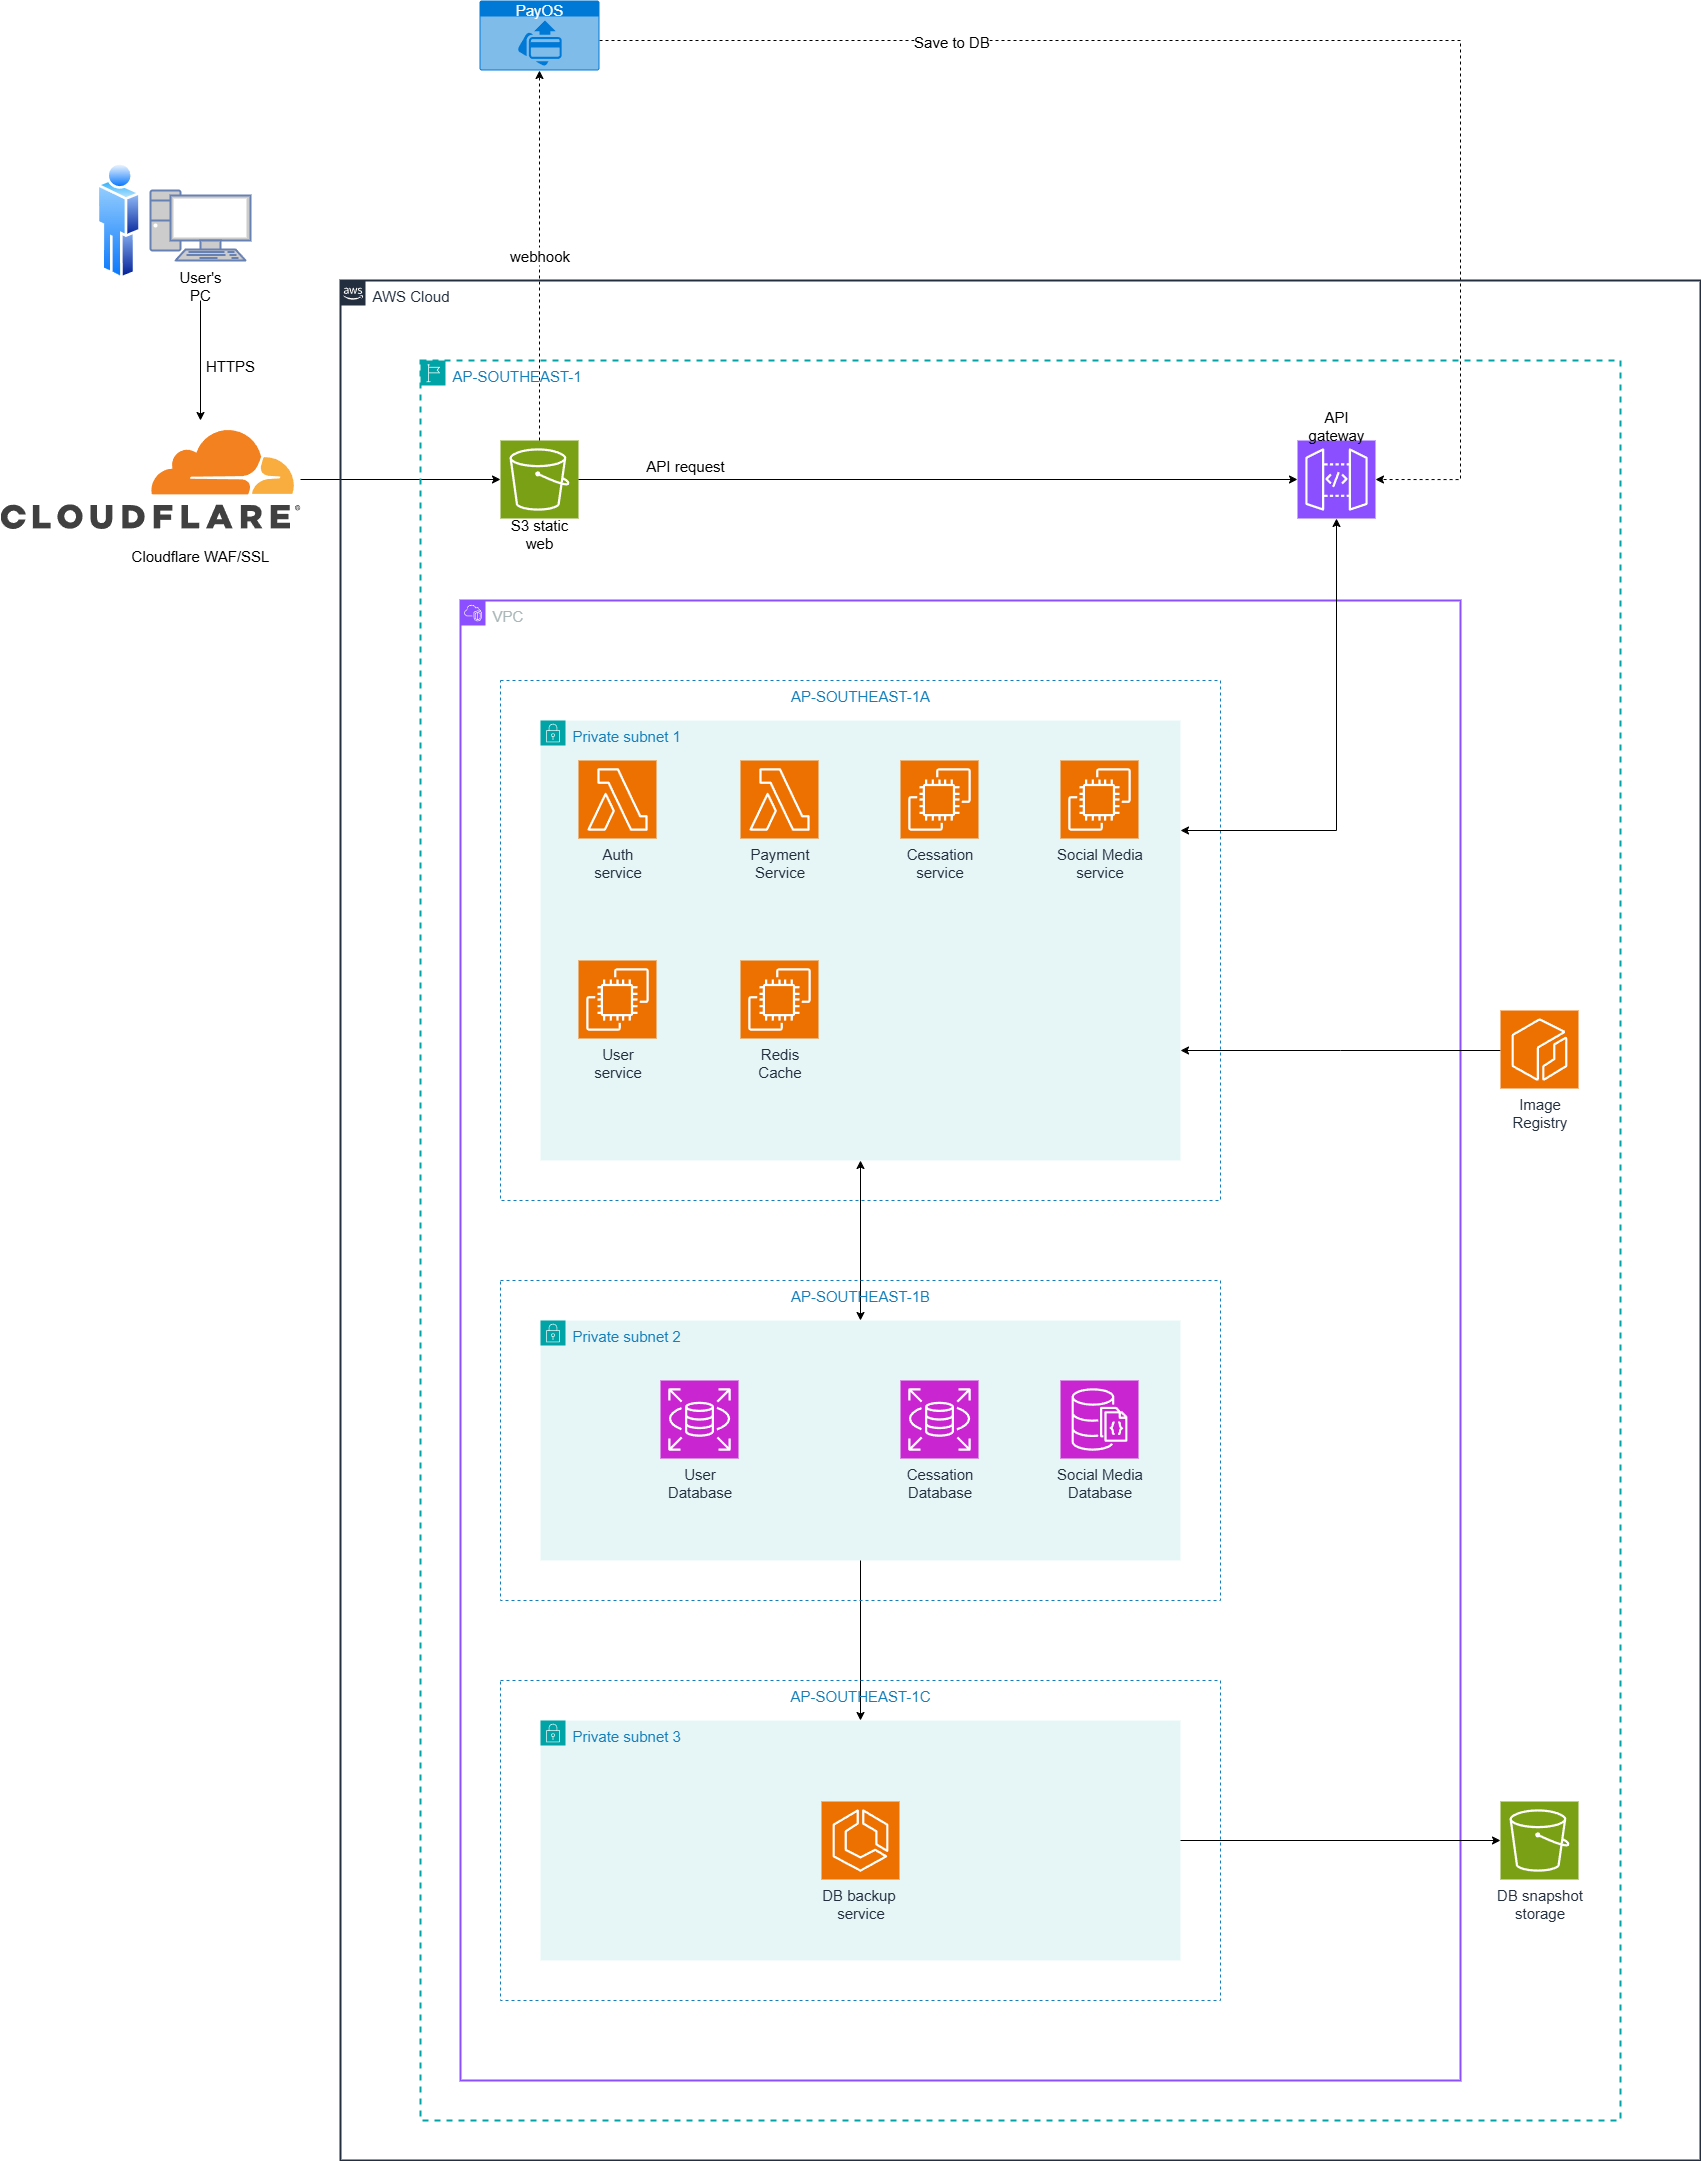 PayOS
Save to DB
webhook
User's
PC
aws
AWS Cloud
HTTPS
AP-SOUTHEAST-1
API
gateway
API request
S3 static
web
CLOUDFLARE®
Cloudflare WAF/SSL
VPC
AP-SOUTHEAST-1A
Private subnet 1
Auth
service
Payment
Service
Cessation
service
Social Media
service
User
service
Redis
Cache
Image
Registry
AP-SOUTHEAST-1B
Private subnet 2
User
Database
Cessation
Database
Social Media
Database
AP-SOUTHEAST-1C
Private subnet 3
DB backup
service
DB snapshot
storage